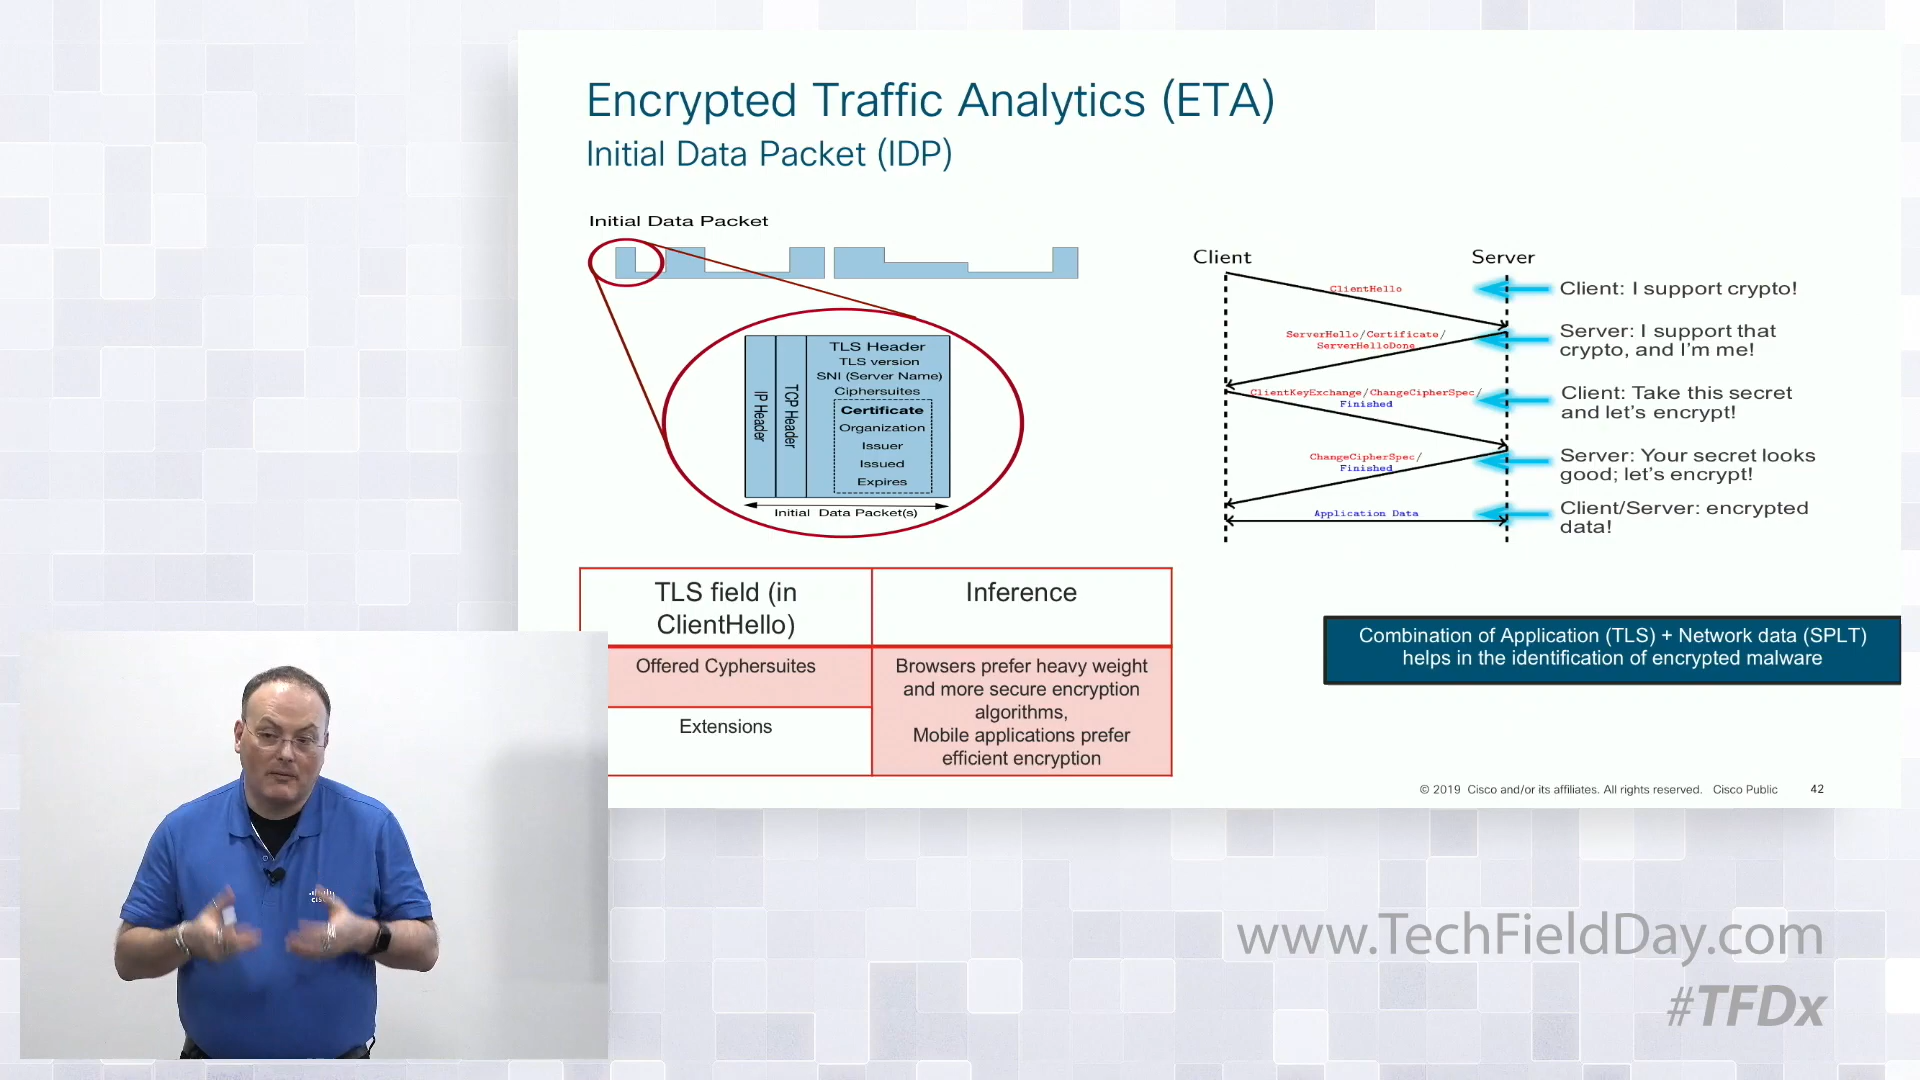 Encrypted Traffic Analytics (ETA)
Initial Data Packet (IDP)
Initial Data Packet
IP Header
TCP Header
TLS Header
TLS version
SNI (Server Name)
Ciphersuites
Certificate
Organization
Issuer
Issued
Expires
Initial Data Packet(s)
Client
Server
ClientHello
ServerHello/Certificate/
ServerHelloDone
ClientKeyExchange/ChangeCipherSpec/
Finished
ChangeCipherSpec/
Finished
Application Data
Client: I support crypto!
Server: I support that
crypto, and I'm me!
Client: Take this secret
and let's encrypt!
Server: Your secret looks
good; let's encrypt!
Client/Server: encrypted
data!
TLS field (in
ClientHello)
Inference
Offered Cyphersuites
Extensions
Browsers prefer heavy weight
and more secure encryption
algorithms,
Mobile applications prefer
efficient encryption
Combination of Application (TLS) + Network data (SPLT)
helps in the identification of encrypted malware
© 2019 Cisco and/or its affiliates. All rights reserved. Cisco Public 42
www.TechFieldDay.com
#TFDx